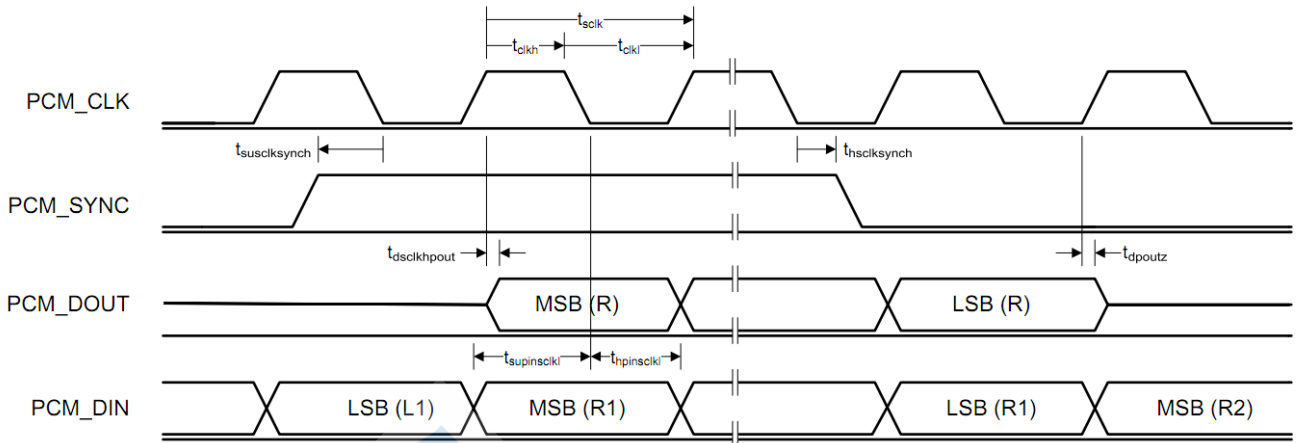 tsclk
tclkh
tclkl
PCM_CLK
tsusclksynch
thsclksynch
PCM_SYNC
tdsclkhpout
tdpoutz
PCM_DOUT
MSB (R)
LSB (R)
tsupinsclkl
thpinsclkl
PCM_DIN
LSB (L1)
MSB (R1)
LSB (R1)
MSB (R2)